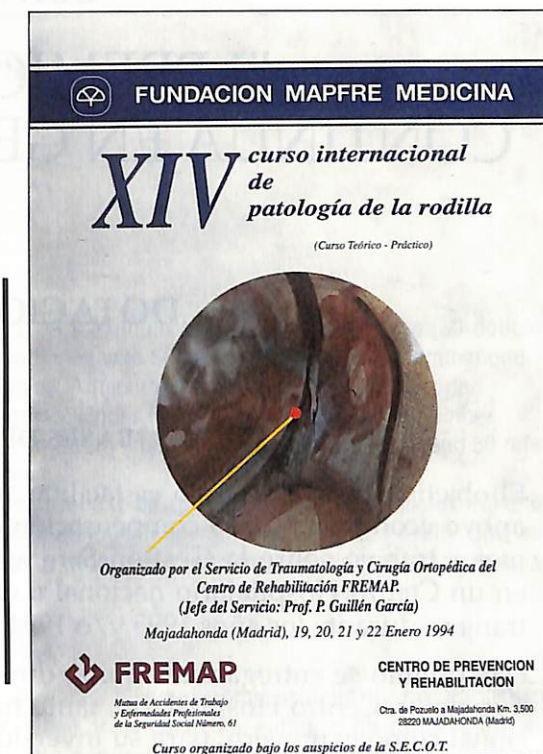 FUNDACION MAPFRE MEDICINA
XIV curso internacional
de
patología de la rodilla
(Curso Teórico - Práctico)
Organizado por el Servicio de Traumatología y Cirugía Ortopédica del
Centro de Rehabilitación FREMAP.
(Jefe del Servicio: Prof. P. Guillén García)
Majadahonda (Madrid), 19, 20, 21 y 22 Enero 1994
FREMAP
Mutua de Accidentes de Trabajo
y Enfermedades Profesionales
de la Seguridad Social Número, 61
CENTRO DE PREVENCION
Y REHABILITACION
Ctra. de Pozuelo a Majadahonda Km. 3,500
28220 MAJADAHONDA (Madrid)
Curso organizado bajo los auspicios de la S.E.C.O.T.